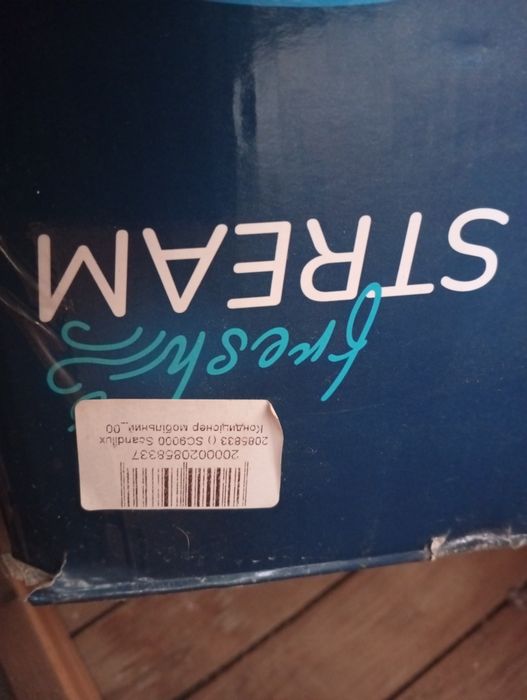 fresh
STREAM
2000020858337
2085833 () SC9000 Scandilux
Кондиціонер мобільний_00